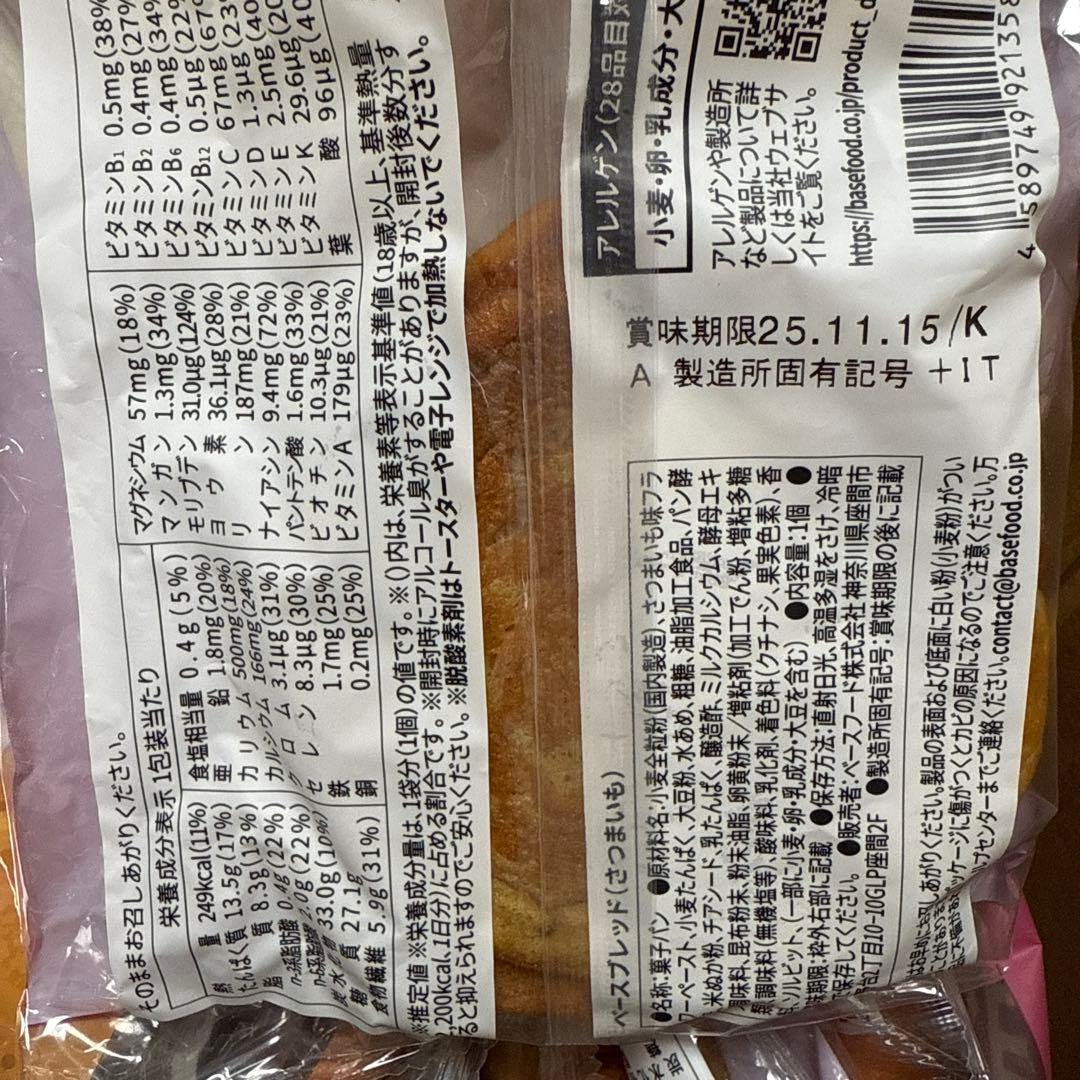 そのままお召しあがりください。
栄養成分表示 1包装当たり
熱量 249kcal(11%)
たんぱく質 13.5g(17%)
脂質 8.3g(13%)
n-3系脂肪酸 0.4g(22%)
n-6系脂肪酸 2.0g(22%)
炭水化物 33.0g(10%)
糖質 27.1g
食物繊維 5.9g(31%)
食塩相当量 0.4g(5%)
亜鉛 1.8mg(20%)
カリウム 500mg(18%)
カルシウム 166mg(24%)
クロム 3.1μg(31%)
セレン 8.3μg(30%)
鉄 1.7mg(25%)
銅 0.2mg(25%)
マグネシウム 57mg(18%)
マンガン 1.3mg(34%)
モリブデン 31.0μg(124%)
ヨウ素 36.1μg(28%)
リン 187mg(21%)
ナイアシン 9.4mg(72%)
パントテン酸 1.6mg(33%)
ビオチン 10.3μg(21%)
ビタミンA 179μg(23%)
ビタミンB1 0.5mg(38%
ビタミンB2 0.4mg(27%
ビタミンB6 0.4mg(34%
ビタミンB12 0.5μg(22%
ビタミンC 67mg(67%
ビタミンD 1.3μg(23%
ビタミンE 2.5mg(40%
ビタミンK 29.6μg(20
葉酸 96μg(40
※推定値 ※栄養成分量は、1袋分(1個)の値です。※()内は、栄養素等表示基準値(18歳以上、基準熱量
2,200kcal、1日分)に占める割合です。※開封時にアルコール臭がすることがありますが、開封後数分す
ると抑えられますのでご安心ください。※脱酸素剤はトースターや電子レンジで加熱しないでください。
アレルゲン(28品目対
小麦・卵・乳成分・大
アレルゲンや製造所
など製品について詳
しくは当社ウェブサ
イトをご覧ください。
https://basefood.co.jp/product_d
4 589749 921358
賞味期限25.11.15/K
A 製造所固有記号 +IT
ベースブレッド(さつまいも)
●名称:菓子パン ●原材料名:小麦全粒粉(国内製造)、さつまいも味フラ
ワーペースト、小麦たんぱく、大豆粉、水あめ、粗糖、油脂加工食品、パン酵
米ぬか粉、チアシード、乳たんぱく、醸造酢、ミルクカルシウム、酵母エキ
調味料、昆布粉末、粉末油脂、卵黄粉末/増粘剤(加工でん粉、増粘多糖
類)、調味料(無機塩等)、酸味料、乳化剤、着色料(クチナシ、果実色素)、香
ソルビット、(一部に小麦・卵・乳成分・大豆を含む) ●内容量:1個 ●
味期限:枠外右部に記載 ●保存方法:直射日光、高温多湿をさけ、冷暗
で保存してください。 ●販売者:ベースフード株式会社 神奈川県座間市
台2丁目10-10GLP座間2F ●製造所固有記号:賞味期限の後に記載
あがりください。製品の表面および底面に白い粉(小麦粉)がつい
ッケージに傷がつくとカビの原因になるのでご注意ください。万
センターまでご連絡ください。contact@basefood.co.jp